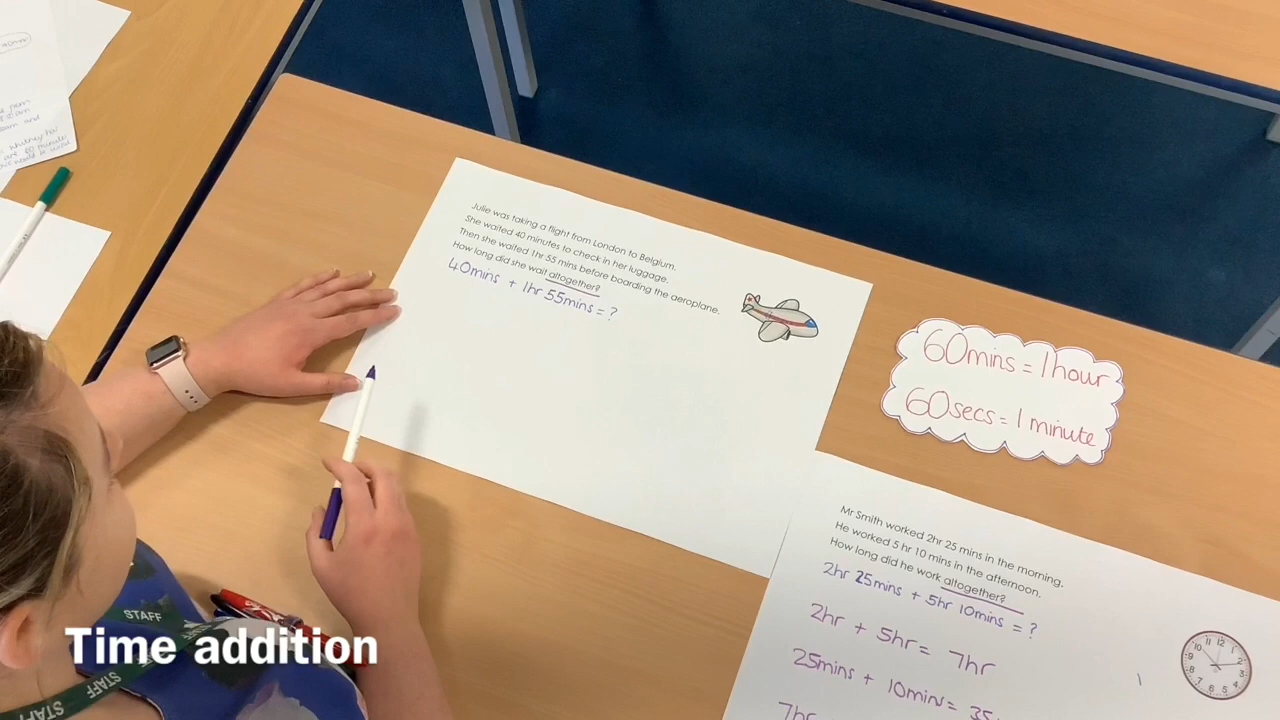 Julie was taking a flight from London to Belgium.
She waited 40 minutes to check in her luggage.
Then she waited 1hr 55 mins before boarding the aeroplane.
How long did she wait altogether?
40mins + 1hr 55mins = ?
60mins = 1hour
60secs = 1 minute
Mr Smith worked 2hr 25 mins in the morning.
He worked 5 hr 10 mins in the afternoon.
How long did he work altogether?
2hr 25mins + 5hr 10mins = ?
2hr + 5hr = 7hr
25mins + 10mins = 35
7hr
STAFF
STAFF
STAFF
Time addition